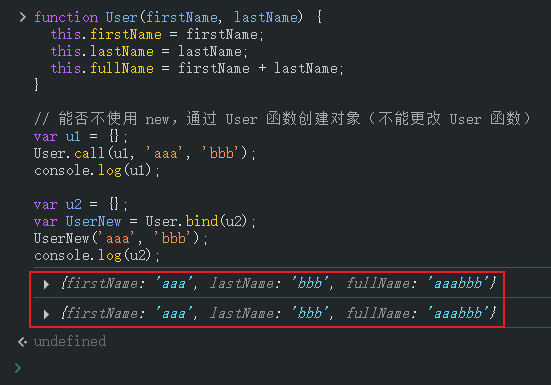 function User(firstName, lastName) {
this.firstName = firstName;
this.lastName = lastName;
this.fullName = firstName + lastName;
}
// 能否不使用 new，通过 User 函数创建对象（不能更改 User 函数）
var u1 = {};
User.call(u1, 'aaa', 'bbb');
console.log(u1);
var u2 = {};
var UserNew = User.bind(u2);
UserNew('aaa', 'bbb');
console.log(u2);
{firstName: 'aaa', lastName: 'bbb', fullName: 'aaabbb'}
{firstName: 'aaa', lastName: 'bbb', fullName: 'aaabbb'}
undefined